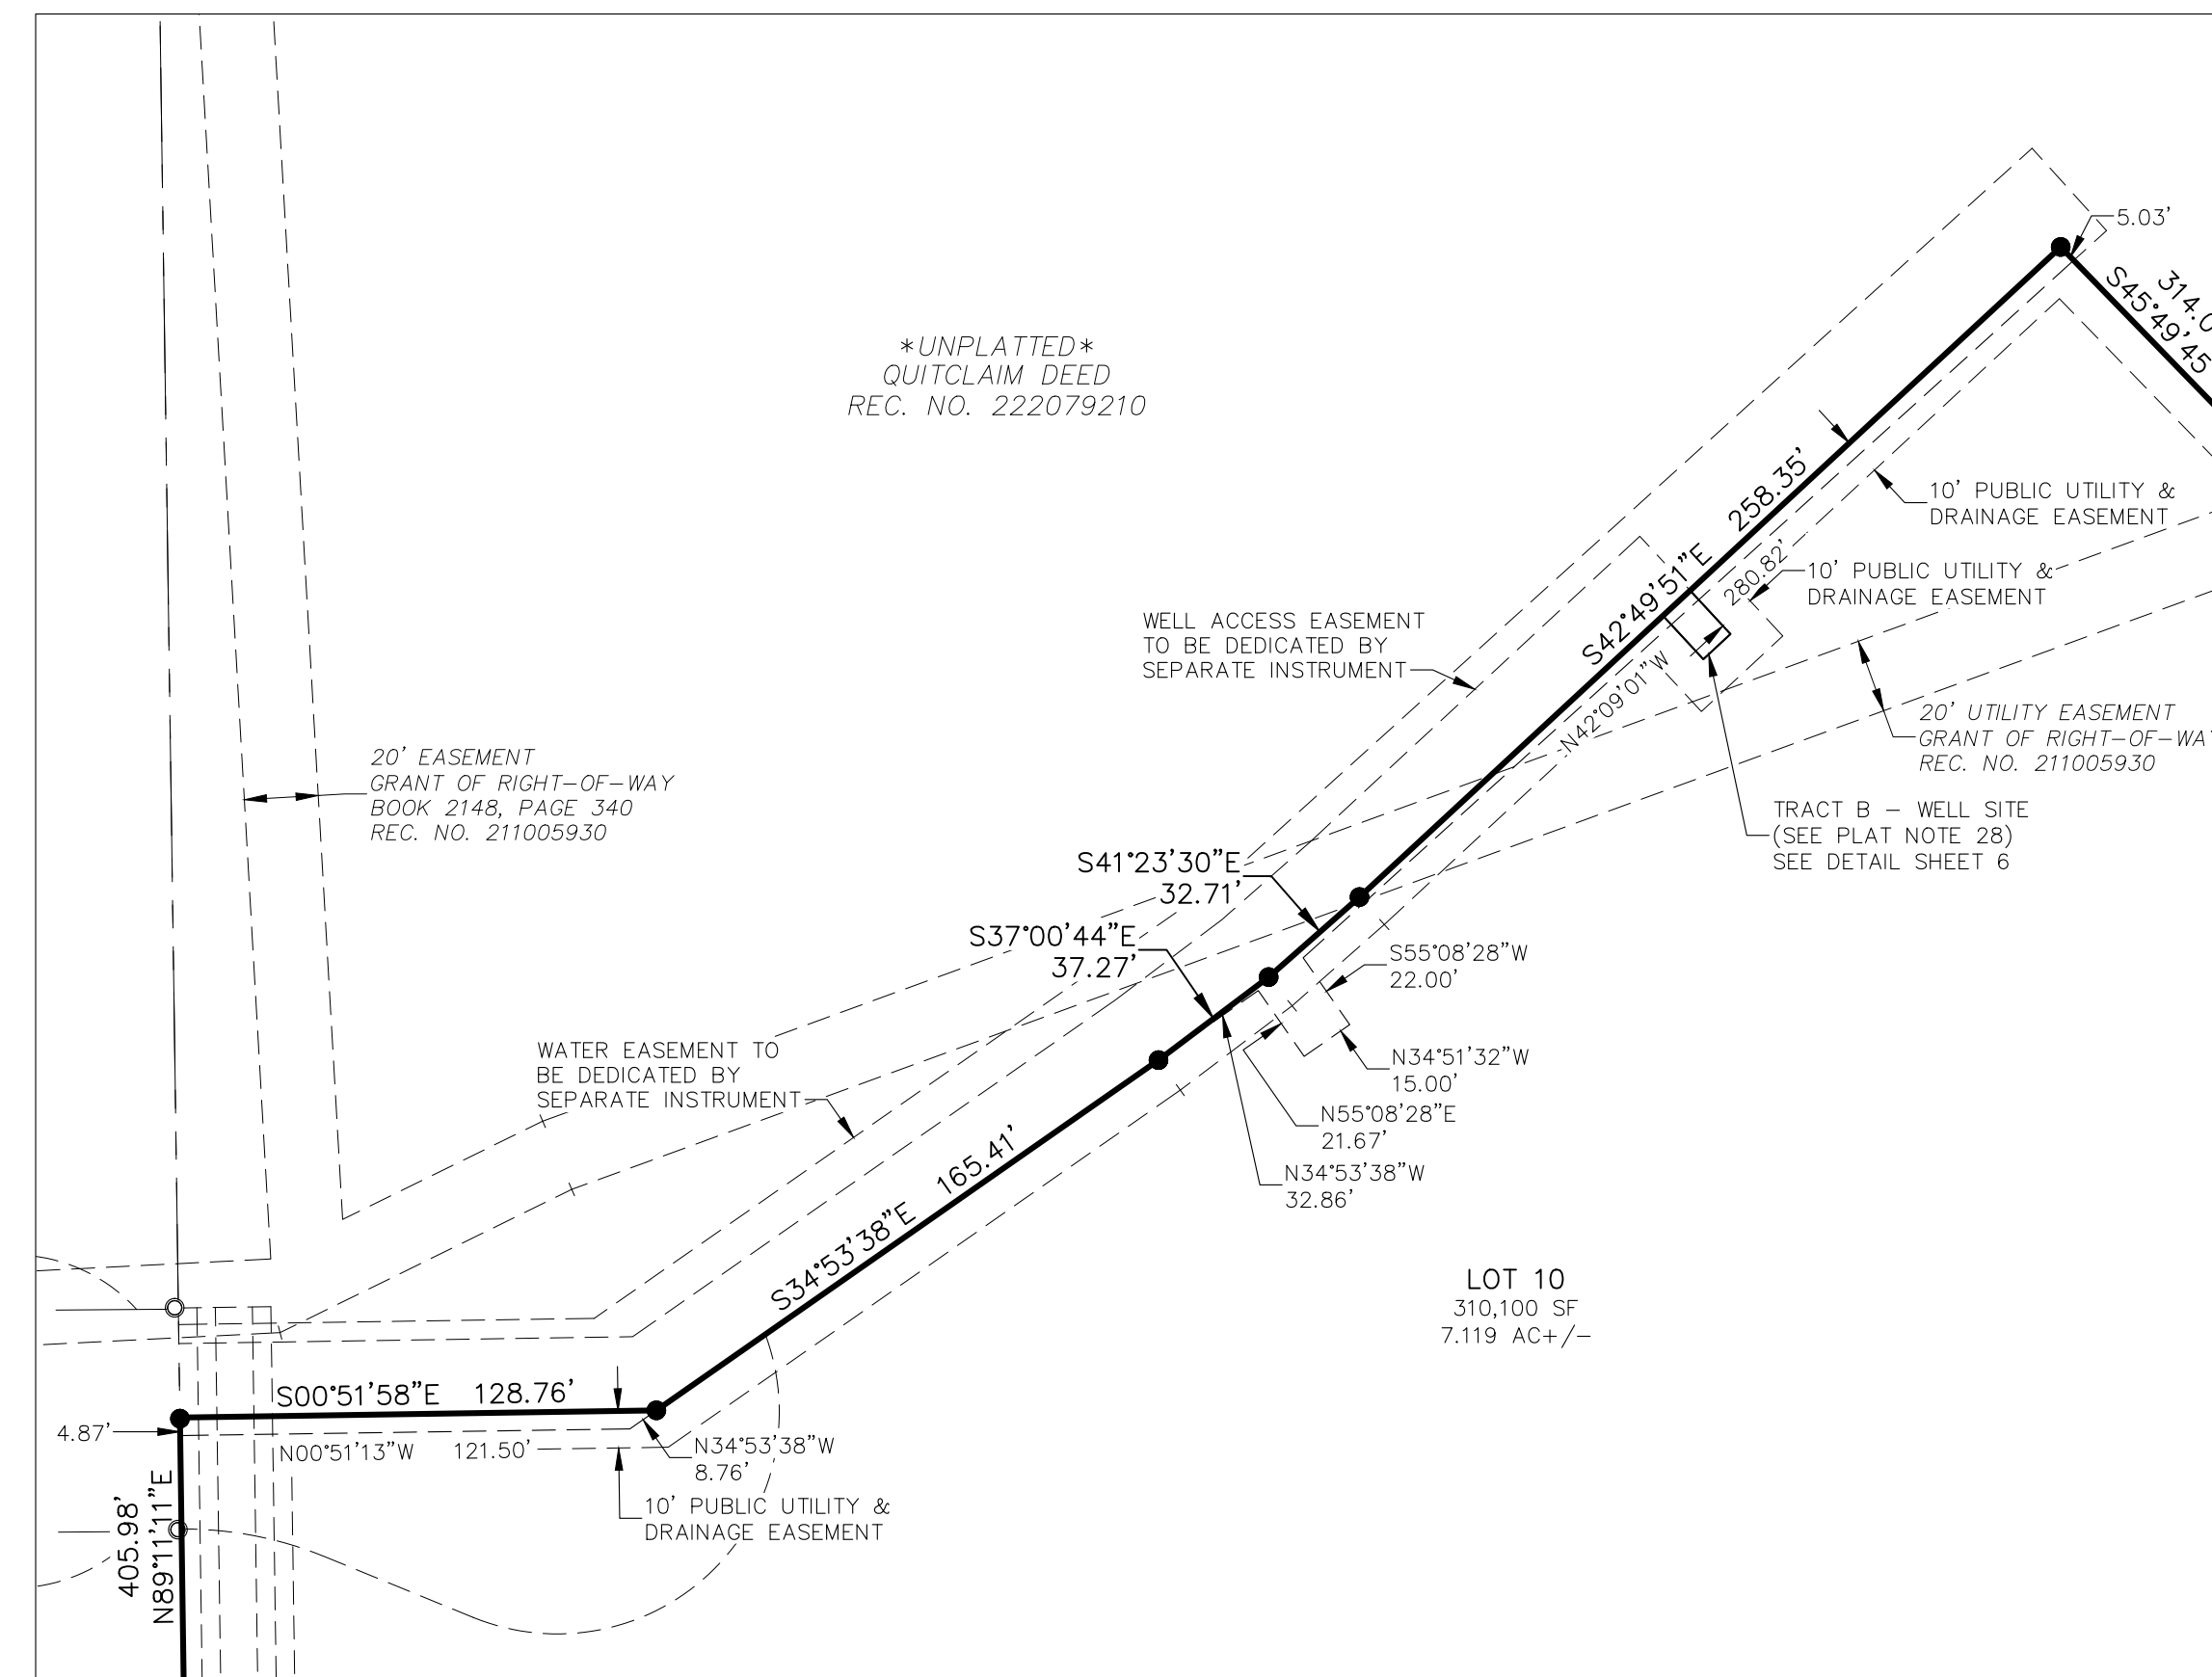 5.03'
314.0
S45°49'45
*UNPLATTED*
QUITCLAIM DEED
REC. NO. 222079210
258.35'
S42°49'51"E
10' PUBLIC UTILITY &
DRAINAGE EASEMENT
280.82'
N42°09'01"W
10' PUBLIC UTILITY &
DRAINAGE EASEMENT
WELL ACCESS EASEMENT
TO BE DEDICATED BY
SEPARATE INSTRUMENT
20' UTILITY EASEMENT
GRANT OF RIGHT-OF-WAY
REC. NO. 211005930
20' EASEMENT
GRANT OF RIGHT-OF-WAY
BOOK 2148, PAGE 340
REC. NO. 211005930
TRACT B - WELL SITE
(SEE PLAT NOTE 28)
SEE DETAIL SHEET 6
S41°23'30"E
32.71'
S37°00'44"E
37.27'
S55°08'28"W
22.00'
N34°51'32"W
15.00'
N55°08'28"E
21.67'
N34°53'38"W
32.86'
WATER EASEMENT TO
BE DEDICATED BY
SEPARATE INSTRUMENT
S34°53'38"E 165.41'
LOT 10
310,100 SF
7.119 AC+/-
S00°51'58"E 128.76'
4.87'
N00°51'13"W 121.50'
N34°53'38"W
8.76'
10' PUBLIC UTILITY &
DRAINAGE EASEMENT
405.98'
N89°11'11"E